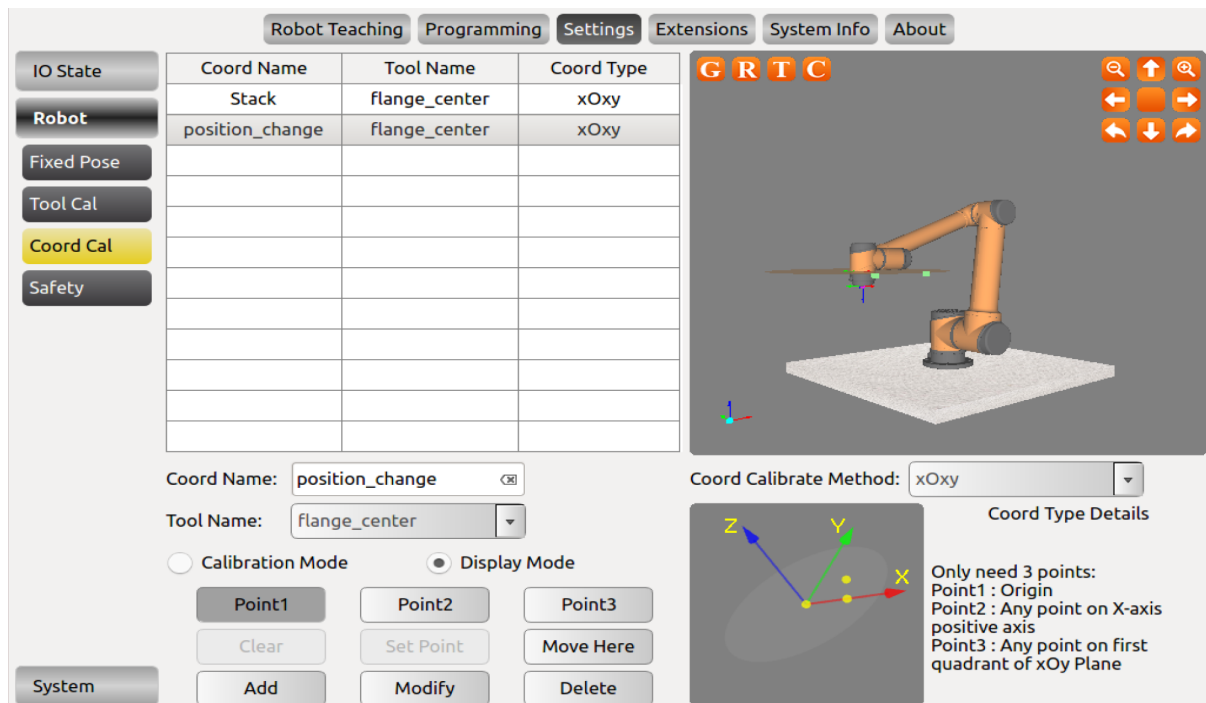 Robot Teaching Programming Settings Extensions System Info About
IO State
Robot
Fixed Pose
Tool Cal
Coord Cal
Safety
System
Coord Name Tool Name Coord Type
Stack flange_center xOxy
position_change flange_center xOxy
G R T C
Coord Name: position_change
Tool Name: flange_center
Calibration Mode Display Mode
Point1 Point2 Point3
Clear Set Point Move Here
Add Modify Delete
Coord Calibrate Method: xOxy
Z Y X
Coord Type Details
Only need 3 points:
Point1 : Origin
Point2 : Any point on X-axis
positive axis
Point3 : Any point on first
quadrant of xOy Plane